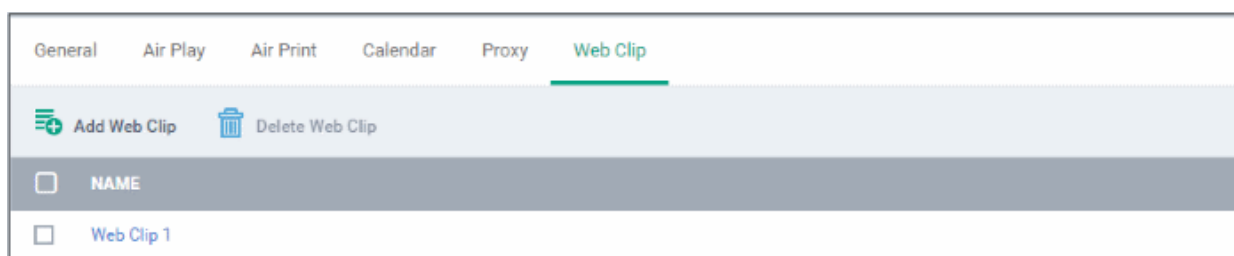 General Air Play Air Print Calendar Proxy Web Clip
Add Web Clip Delete Web Clip
NAME
Web Clip 1